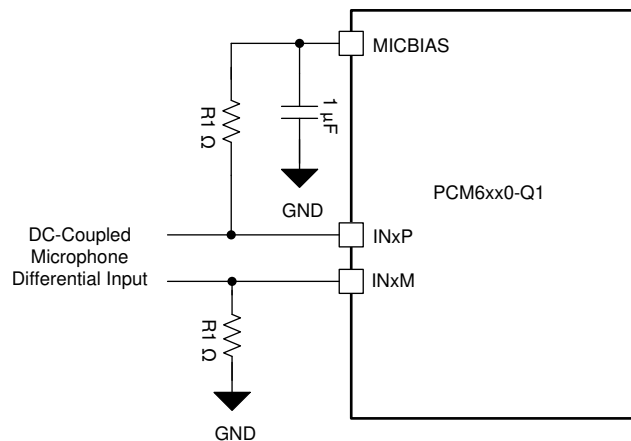 MICBIAS
R1 Ω
1
µF
GND
PCM6xx0-Q1
DC-Coupled
Microphone
Differential Input
INxP
INxM
R1 Ω
GND